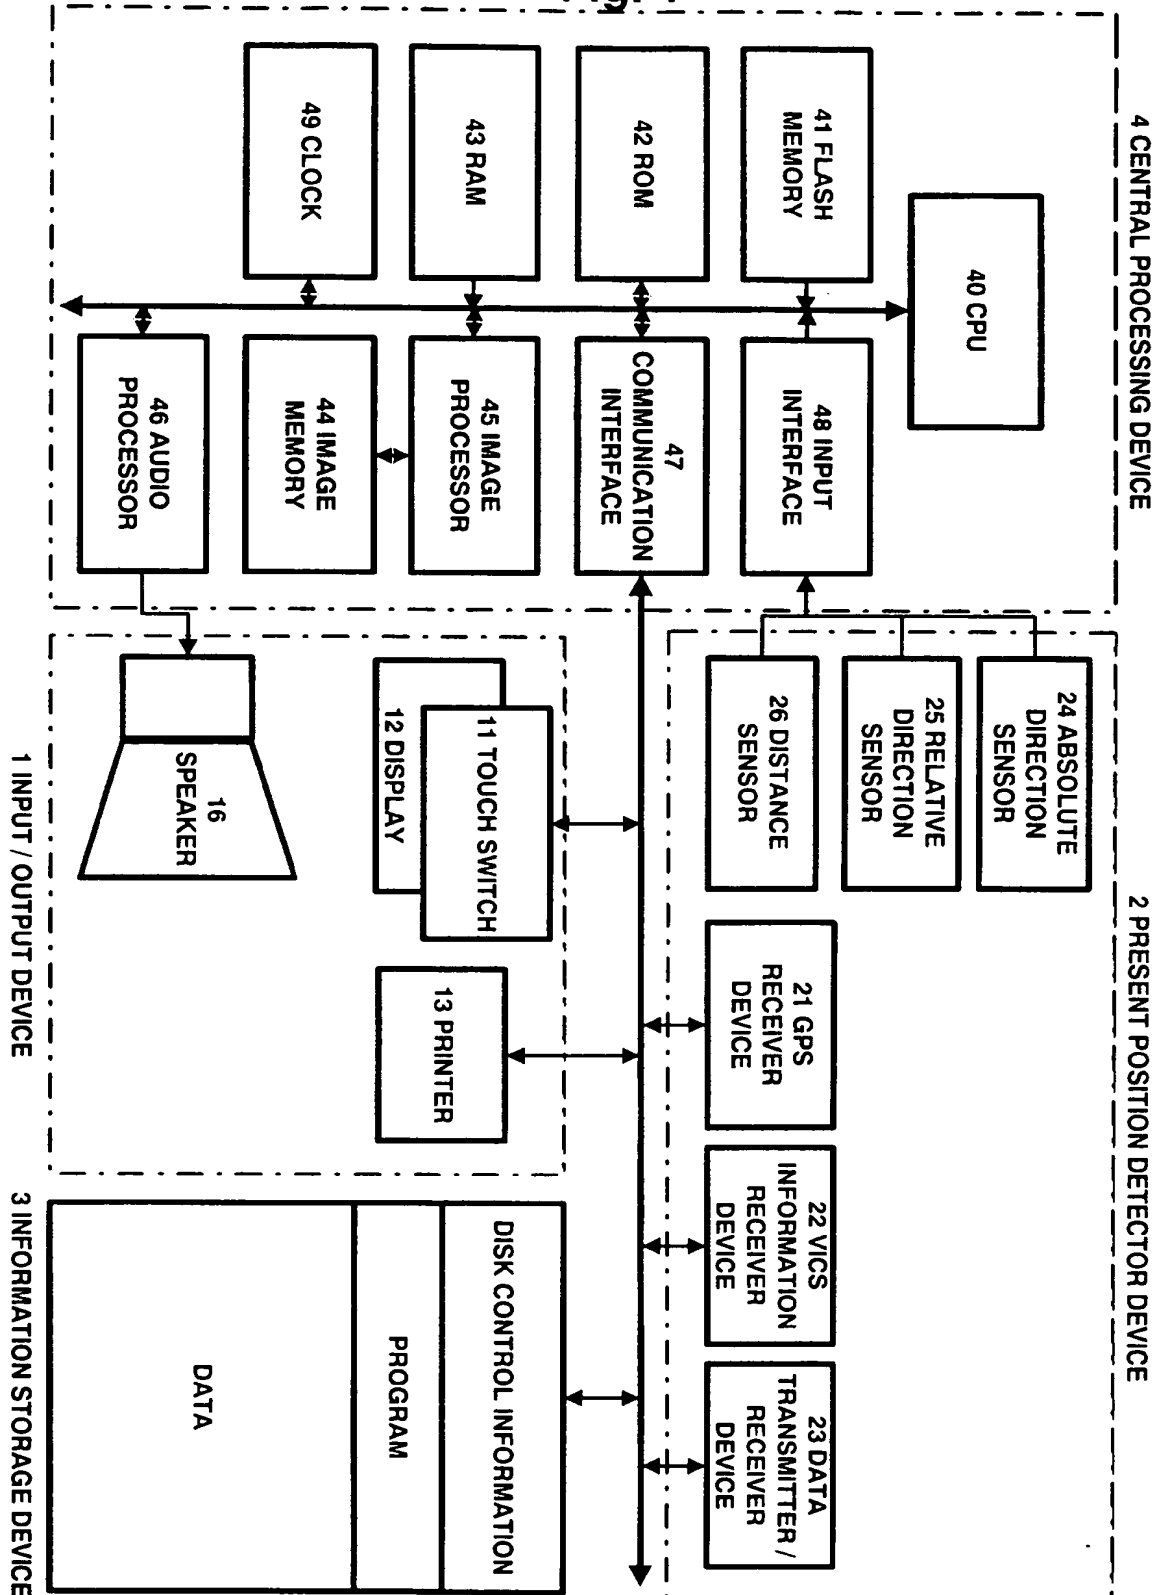 4 CENTRAL PROCESSING DEVICE
40 CPU
41 FLASH
MEMORY
42 ROM
43 RAM
49 CLOCK
48 INPUT
INTERFACE
47
COMMUNICATION
INTERFACE
45 IMAGE
PROCESSOR
44 IMAGE
MEMORY
46 AUDIO
PROCESSOR
2 PRESENT POSITION DETECTOR DEVICE
24 ABSOLUTE
DIRECTION
SENSOR
25 RELATIVE
DIRECTION
SENSOR
26 DISTANCE
SENSOR
21 GPS
RECEIVER
DEVICE
22 VICS
INFORMATION
RECEIVER
DEVICE
23 DATA
TRANSMITTER /
RECEIVER
DEVICE
11 TOUCH SWITCH
12 DISPLAY
13 PRINTER
16
SPEAKER
1 INPUT / OUTPUT DEVICE
DISK CONTROL INFORMATION
PROGRAM
DATA
3 INFORMATION STORAGE DEVICE